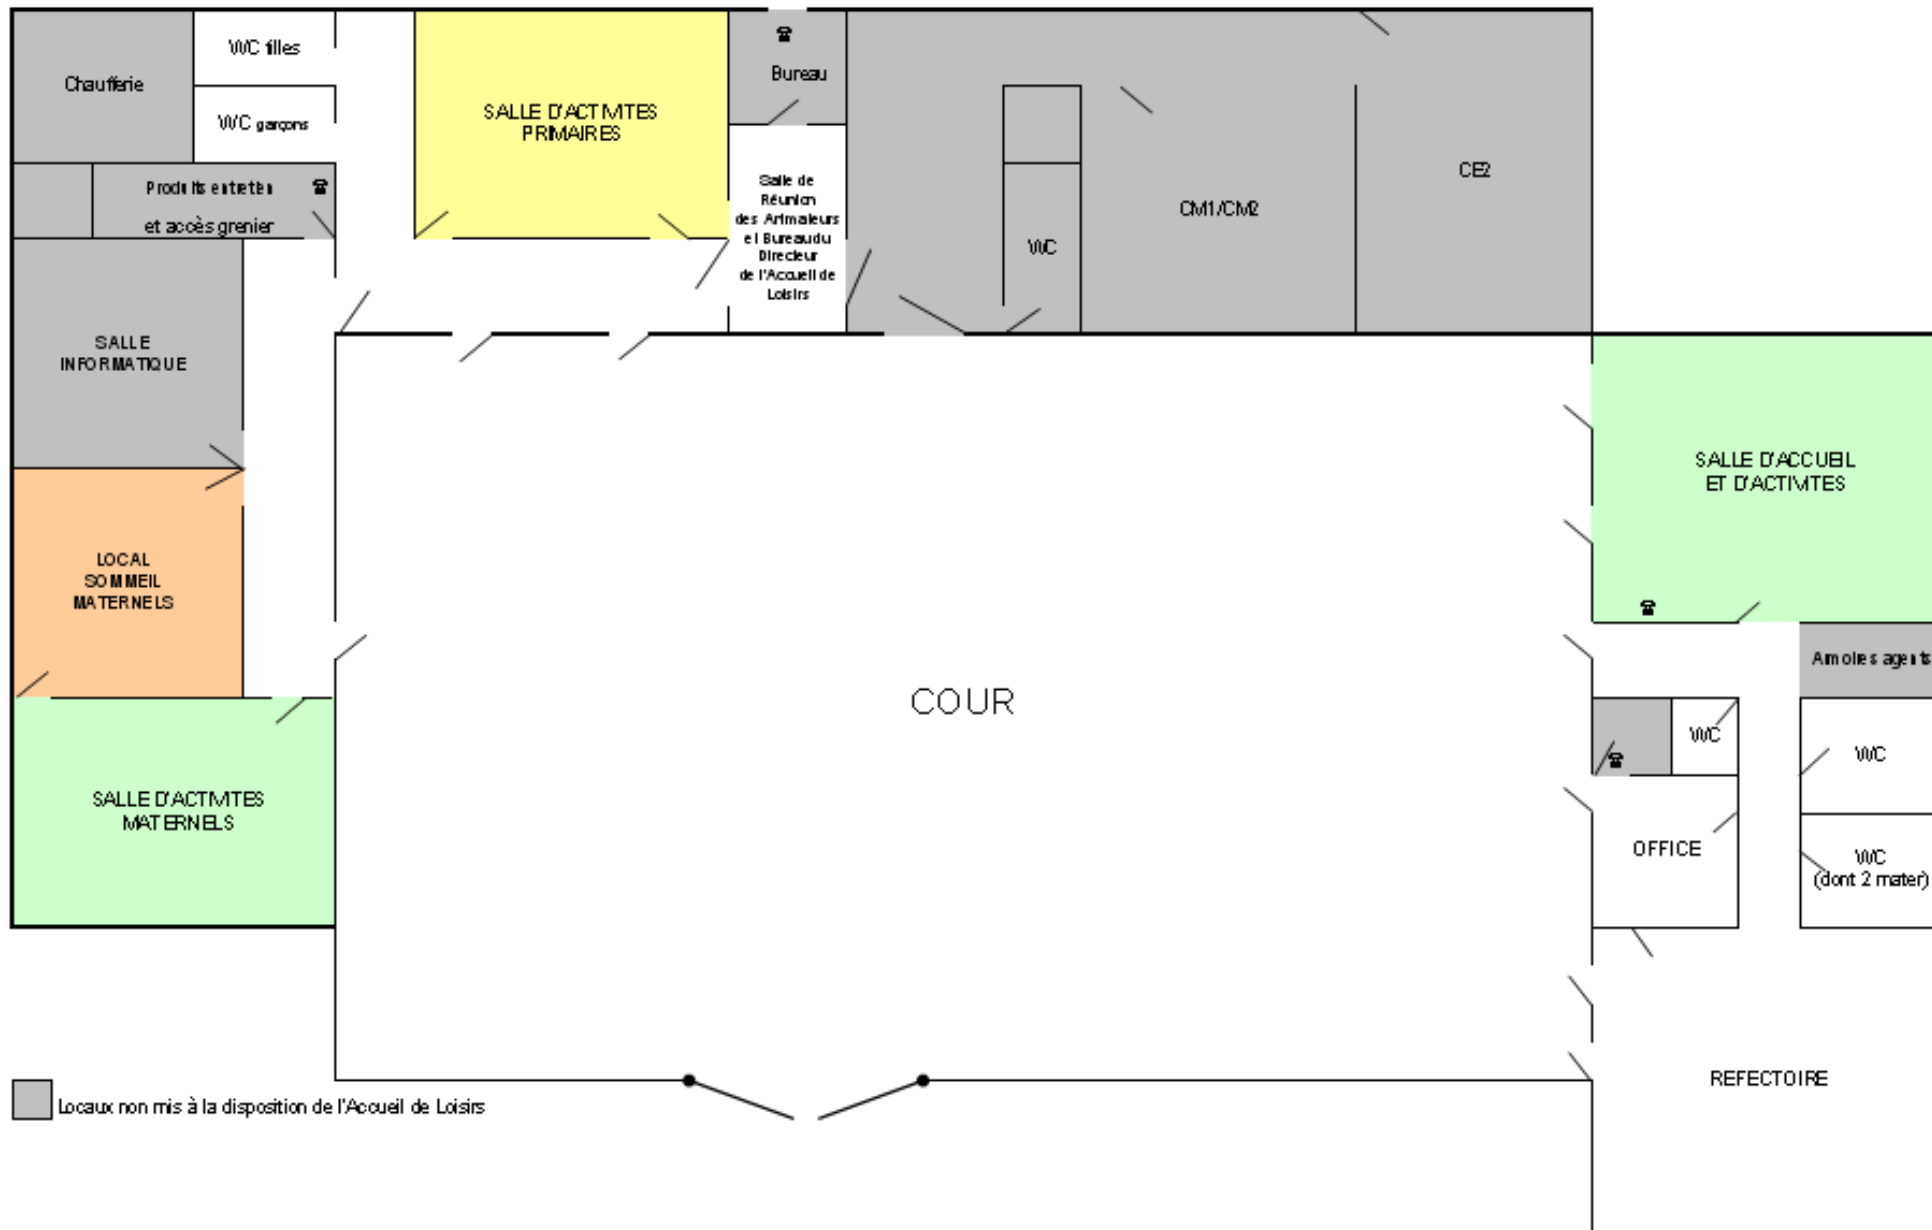 Chaufferie
WC filles
WC garçons
Produits entretien
et accès grenier
SALLE D'ACTIVITES
PRIMAIRES
Bureau
Salle de
Réunion
des Animateurs
et Bureau du
Directeur
de l'Accueil de
Loisirs
CM1/CM2
WC
CE2
SALLE
INFORMATIQUE
LOCAL
SOMMEIL
MATERNELS
SALLE D'ACTIVITES
MATERNELS
COUR
SALLE D'ACCUEIL
ET D'ACTIVITES
Armoires agents
WC
WC
OFFICE
WC
(dont 2 mater)
REFECTOIRE
Locaux non mis à la disposition de l'Accueil de Loisirs